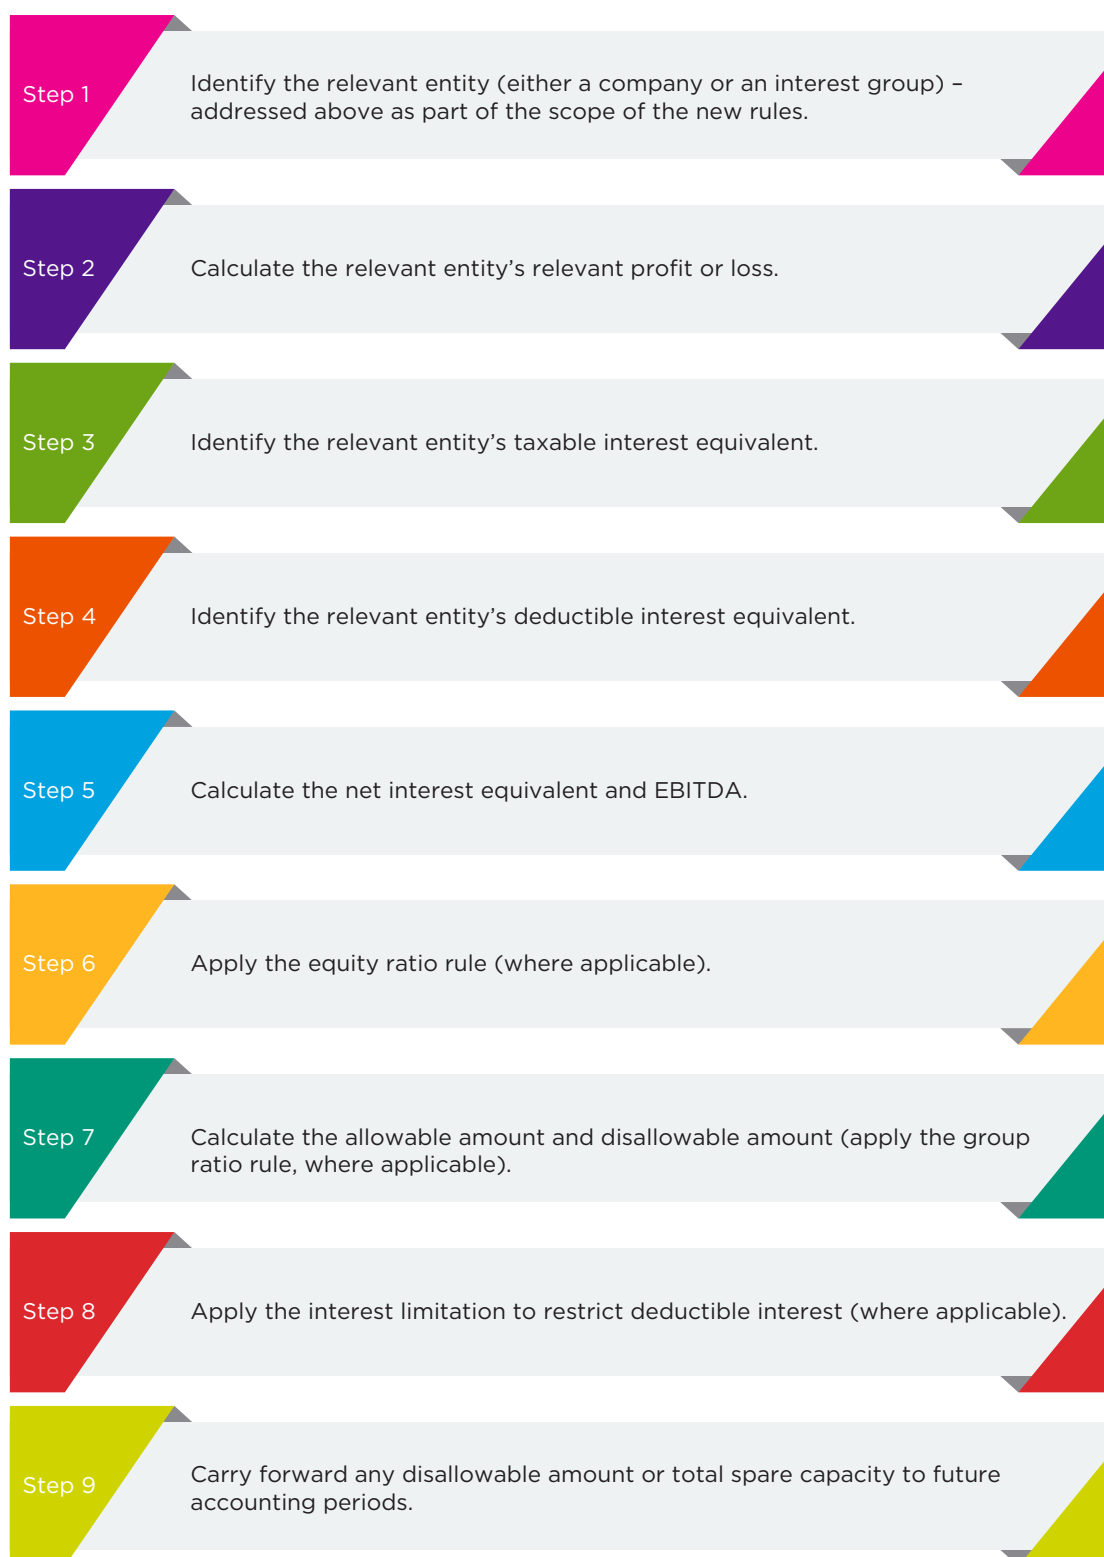 Step 1
Identify the relevant entity (either a company or an interest group) –
addressed above as part of the scope of the new rules.
Step 2
Calculate the relevant entity’s relevant profit or loss.
Step 3
Identify the relevant entity’s taxable interest equivalent.
Step 4
Identify the relevant entity’s deductible interest equivalent.
Step 5
Calculate the net interest equivalent and EBITDA.
Step 6
Apply the equity ratio rule (where applicable).
Step 7
Calculate the allowable amount and disallowable amount (apply the group
ratio rule, where applicable).
Step 8
Apply the interest limitation to restrict deductible interest (where applicable).
Step 9
Carry forward any disallowable amount or total spare capacity to future
accounting periods.